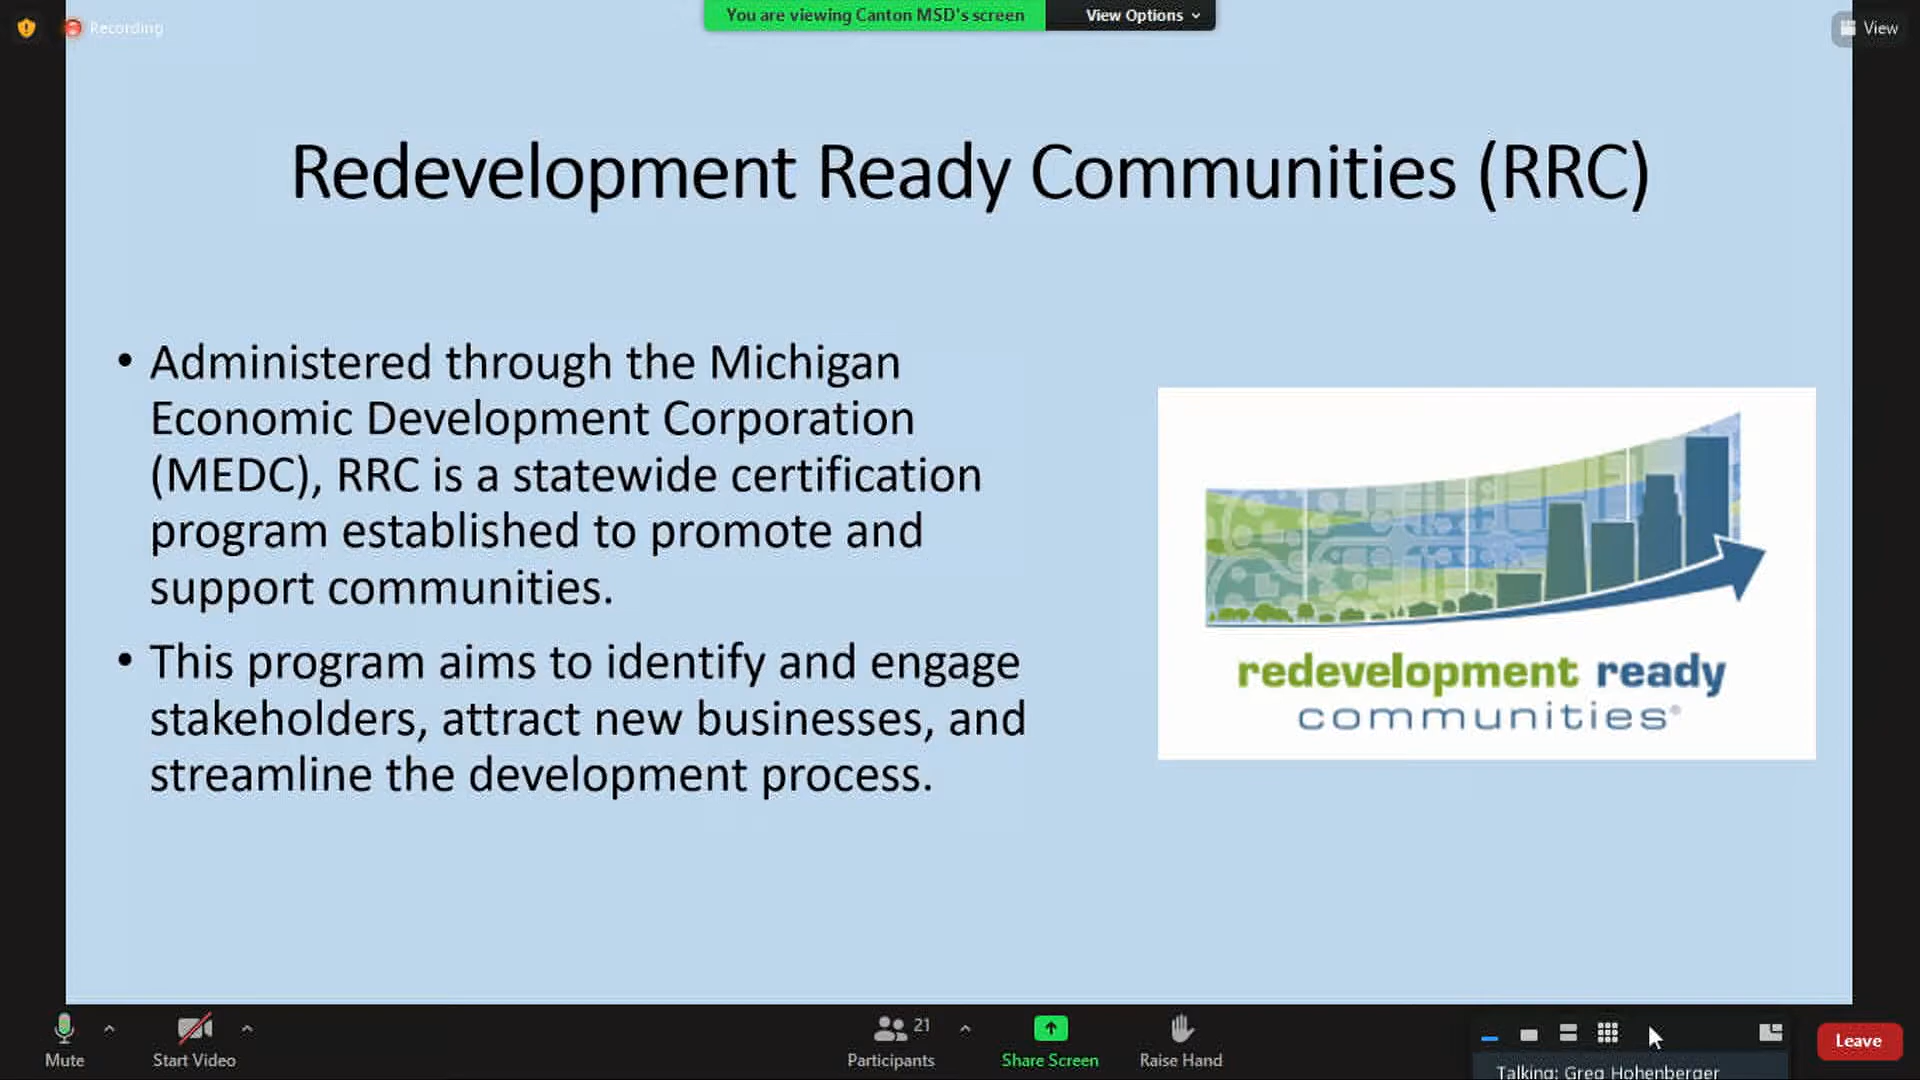 Recording
You are viewing Canton MSD's screen
View Options
View
Redevelopment Ready Communities (RRC)
• Administered through the Michigan
Economic Development Corporation
(MEDC), RRC is a statewide certification
program established to promote and
support communities.
• This program aims to identify and engage
stakeholders, attract new businesses, and
streamline the development process.
redevelopment ready
communities®
Mute
Start Video
21
Participants
Share Screen
Raise Hand
Talking: Greg Hohenberger
Leave